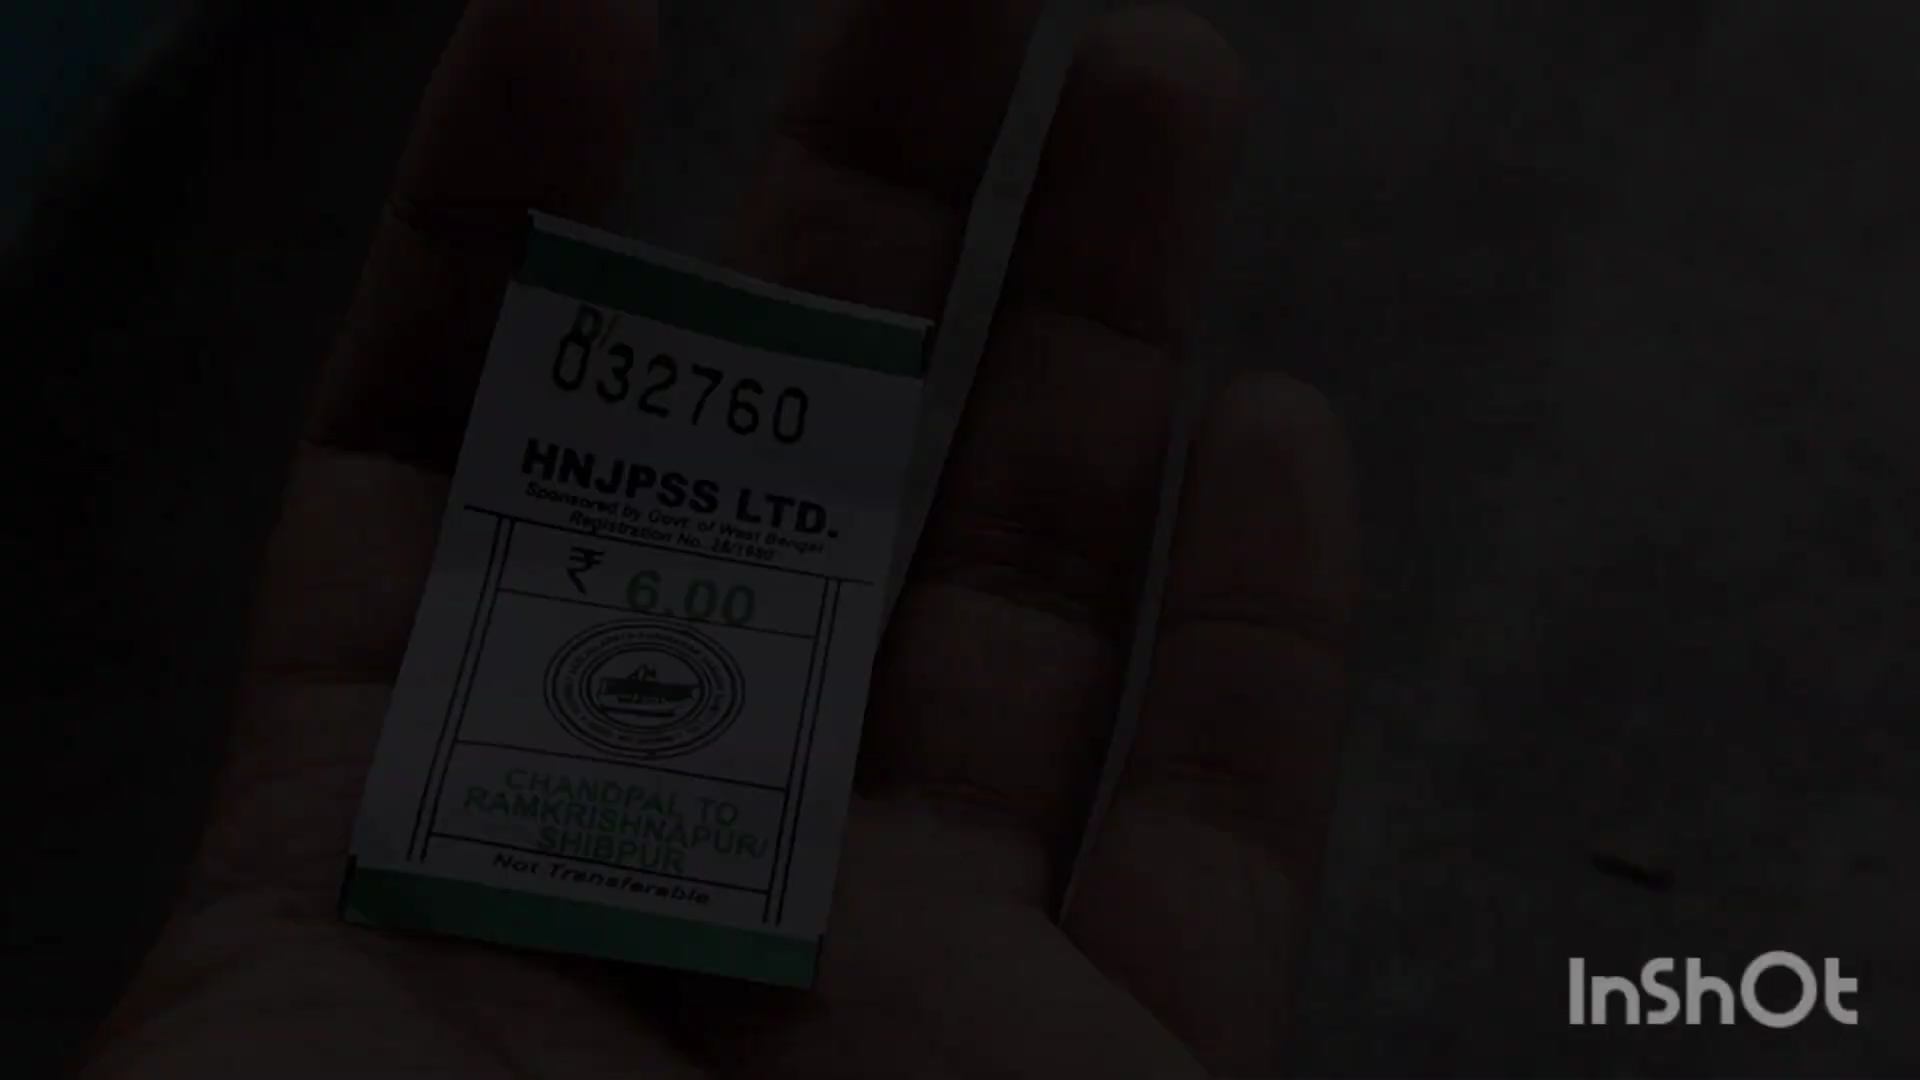 032760
HNJPSS LTD.
Sponsored by Govt. of West Bengal
₹ 6.00
CHANDPAL TO
RAMKRISHNAPUR/
SHIBPUR
Not Transferable
InShOt